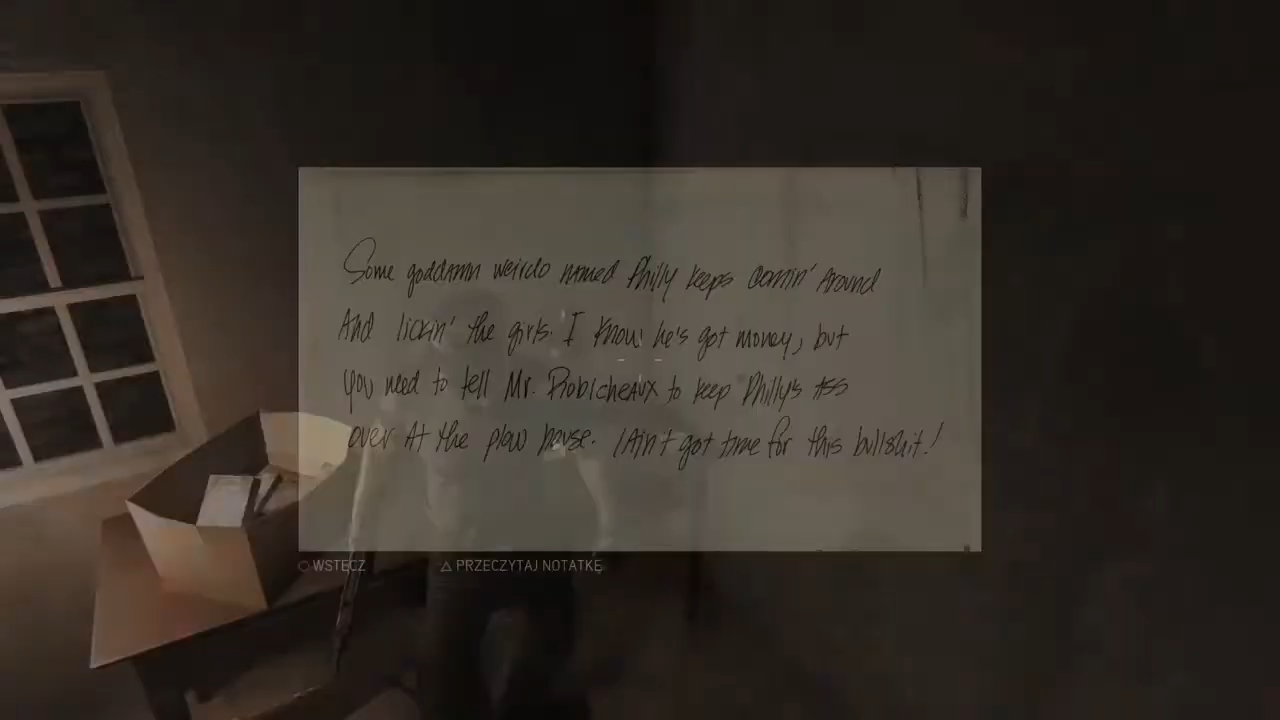 Some goddamn weirdo named Philly keeps comin' around
And lickin' the girls. I know he's got money, but
you need to tell Mr. Robicheaux to keep Philly's ass
over at the plow house. I Ain't got time for this bullshit!
WSTECZ
PRZECZYTAJ NOTATKĘ